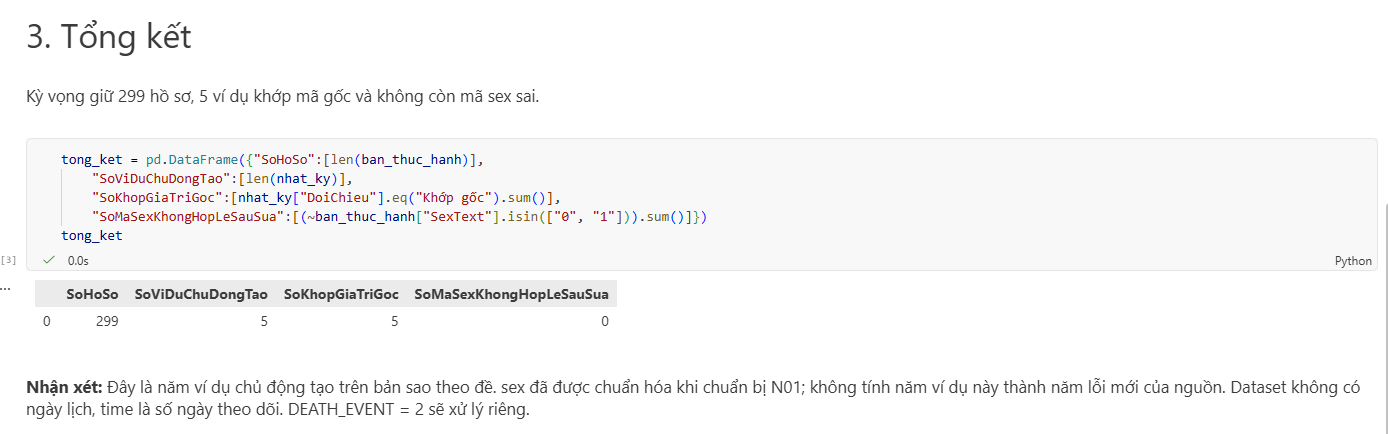 3. Tổng kết
Kỳ vọng giữ 299 hồ sơ, 5 ví dụ khớp mã gốc và không còn mã sex sai.
tong_ket = pd.DataFrame({"SoHoSo":[len(ban_thuc_hanh)],
    "SoViDuChuDongTao":[len(nhat_ky)],
    "SoKhopGiaTriGoc":[nhat_ky["DoiChieu"].eq("Khớp gốc").sum()],
    "SoMaSexKhongHopLeSauSua":[(~ban_thuc_hanh["SexText"].isin(["0", "1"])).sum()]})
tong_ket
[3] 0.0s Python
...
SoHoSo SoViDuChuDongTao SoKhopGiaTriGoc SoMaSexKhongHopLeSauSua
0 299 5 5 0
Nhận xét: Đây là năm ví dụ chủ động tạo trên bản sao theo đề. sex đã được chuẩn hóa khi chuẩn bị N01; không tính năm ví dụ này thành năm lỗi mới của nguồn. Dataset không có
ngày lịch, time là số ngày theo dõi. DEATH_EVENT = 2 sẽ xử lý riêng.